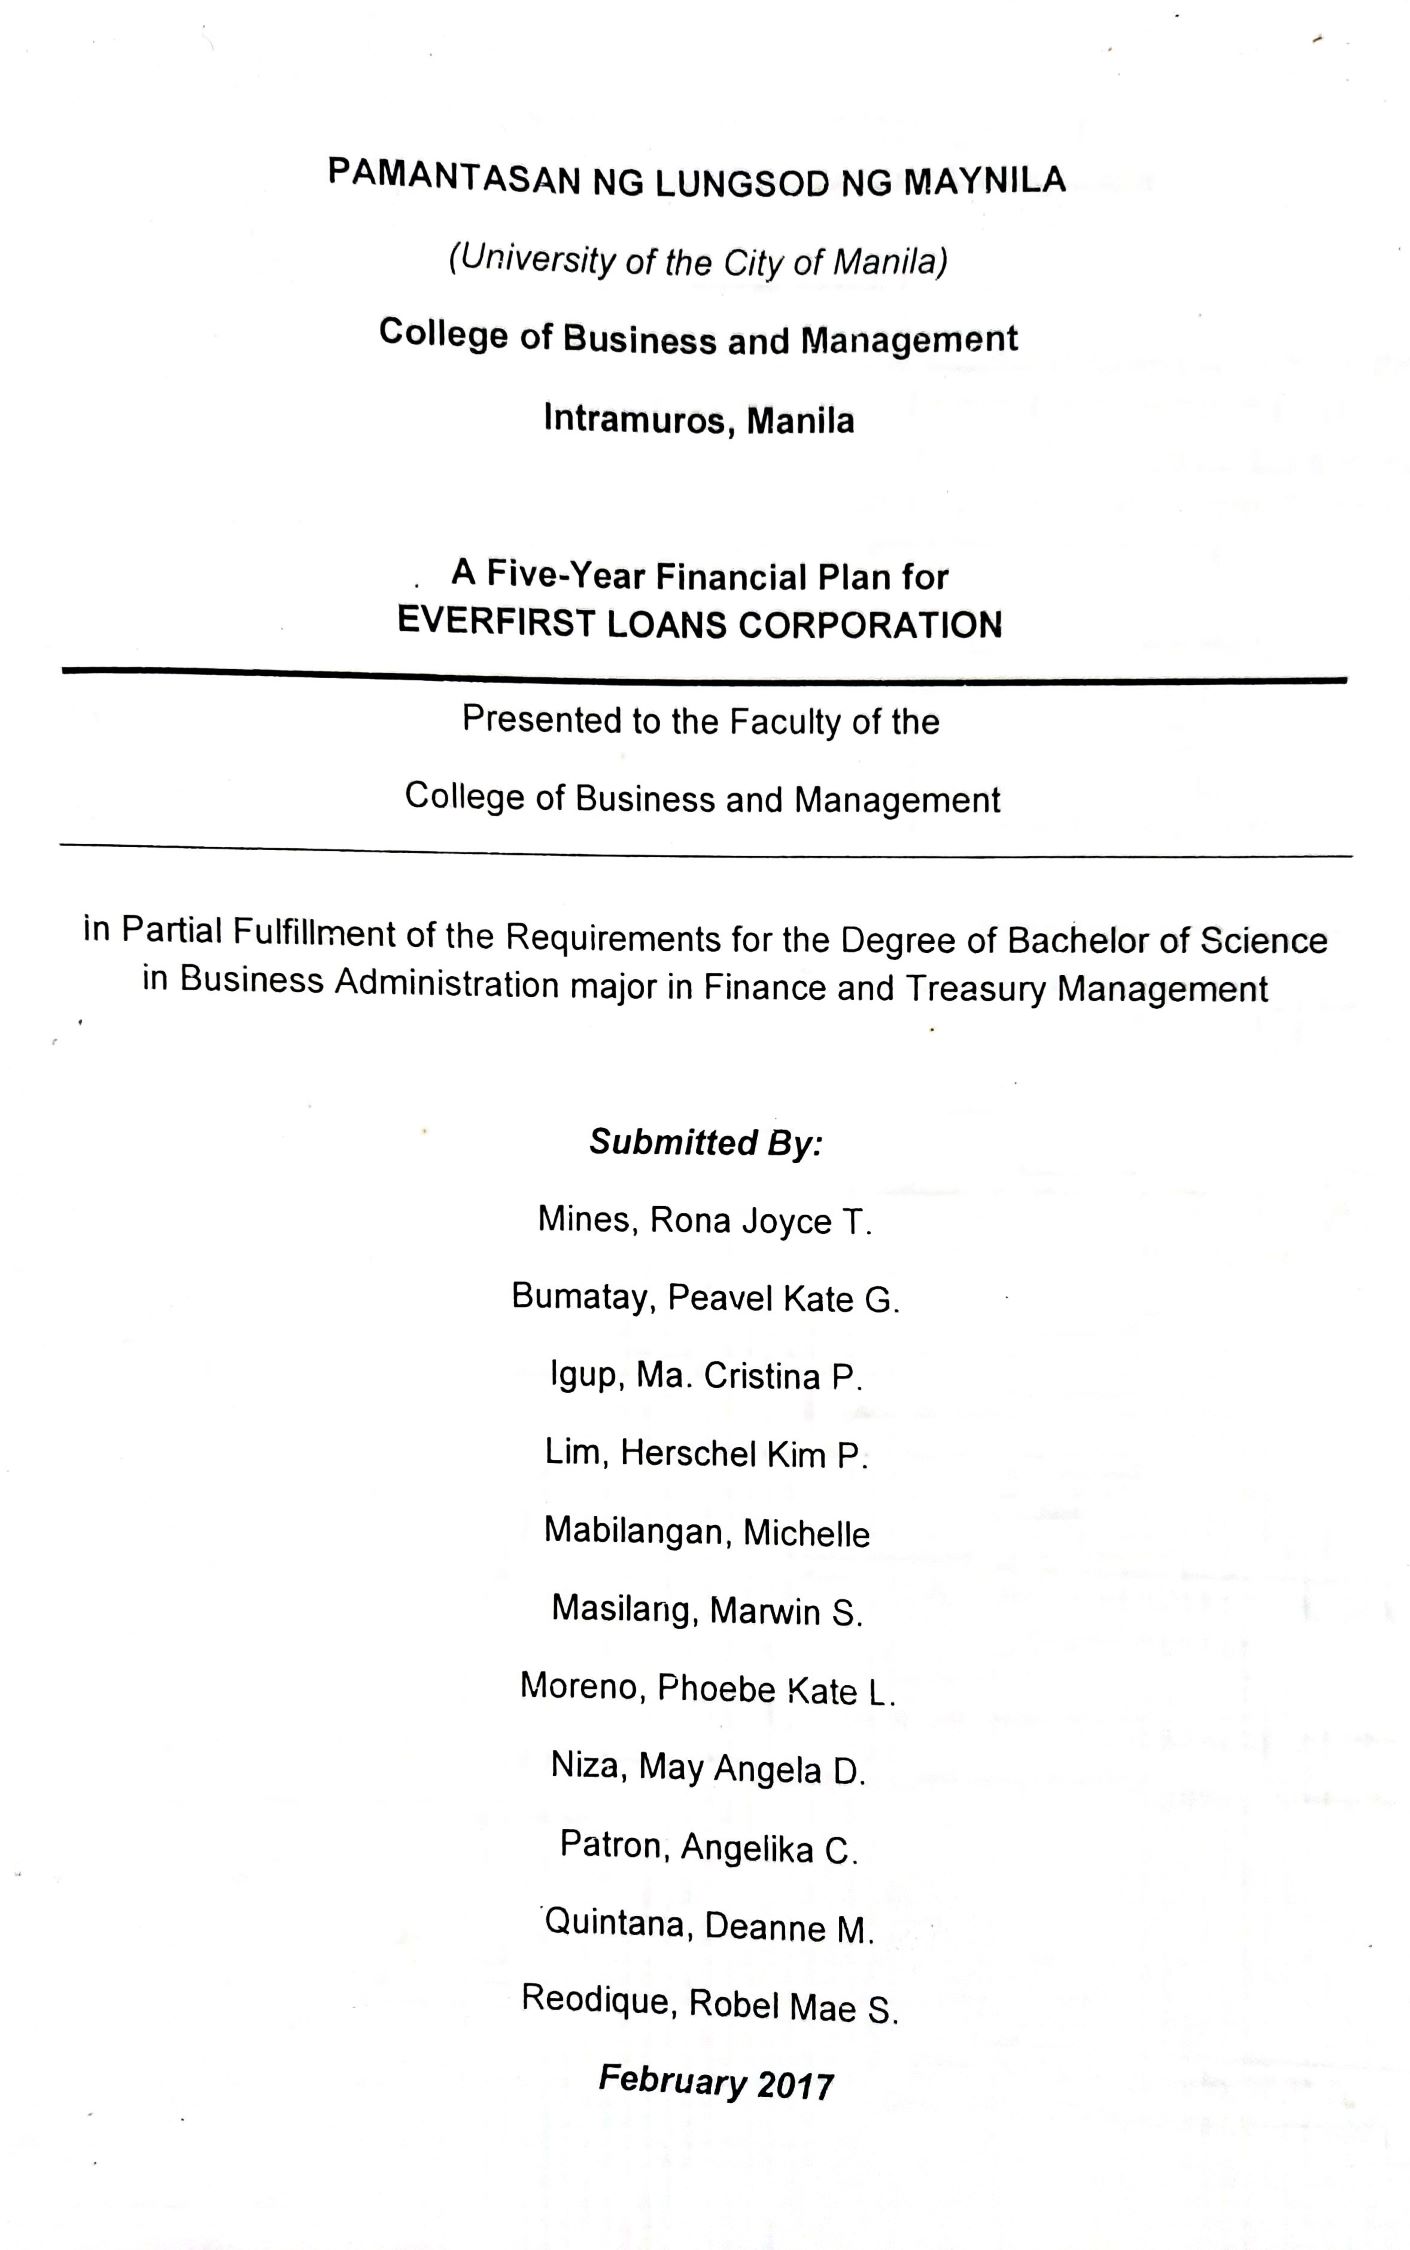 PAMANTASAN NG LUNGSOD NG MAYNILA
(University of the City of Manila)
College of Business and Management
Intramuros, Manila
A Five-Year Financial Plan for
EVERFIRST LOANS CORPORATION
Presented to the Faculty of the
College of Business and Management
in Partial Fulfillment of the Requirements for the Degree of Bachelor of Science
in Business Administration major in Finance and Treasury Management
Submitted By:
Mines, Rona Joyce T.
Bumatay, Peavel Kate G.
Igup, Ma. Cristina P.
Lim, Herschel Kim P.
Mabilangan, Michelle
Masilang, Marwin S.
Moreno, Phoebe Kate L.
Niza, May Angela D.
Patron, Angelika C.
Quintana, Deanne M.
Reodique, Robel Mae S.
February 2017